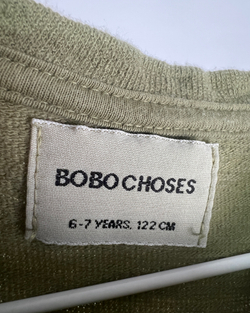 BOBO CHOSES
6-7 YEARS, 122 CM